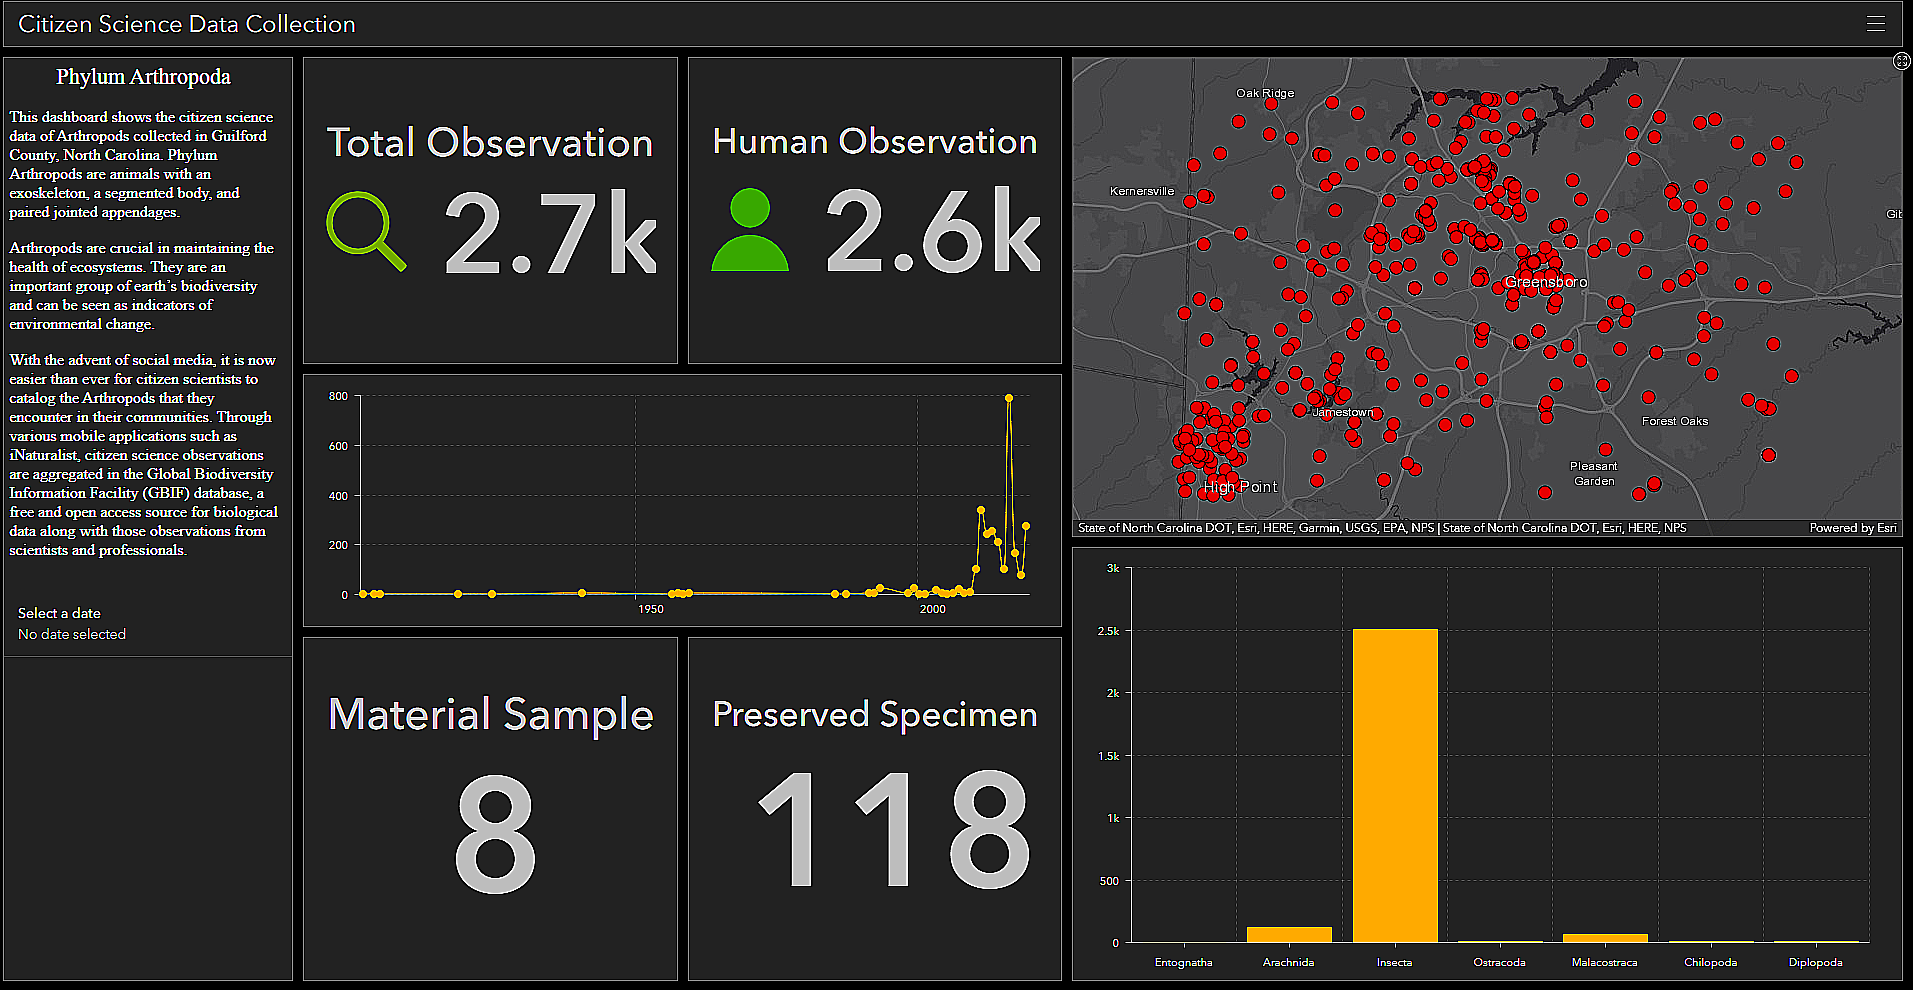 Citizen Science Data Collection
Phylum Arthropoda
This dashboard shows the citizen science
data of Arthropods collected in Guilford
County, North Carolina. Phylum
Arthropods are animals with an
exoskeleton, a segmented body, and
paired jointed appendages.
Arthropods are crucial in maintaining the
health of ecosystems. They are an
important group of earth's biodiversity
and can be seen as indicators of
environmental change.
With the advent of social media, it is now
easier than ever for citizen scientists to
catalog the Arthropods that they
encounter in their communities. Through
various mobile applications such as
iNaturalist, citizen science observations
are aggregated in the Global Biodiversity
Information Facility (GBIF) database, a
free and open access source for biological
data along with those observations from
scientists and professionals.
Select a date
No date selected
Total Observation
2.7k
Human Observation
2.6k
800
600
400
200
0
1950
2000
Material Sample
8
Preserved Specimen
118
Oak Ridge
Kernersville
Gib
Greensboro
Jamestown
Forest Oaks
Pleasant
Garden
High Point
State of North Carolina DOT, Esri, HERE, Garmin, USGS, EPA, NPS | State of North Carolina DOT, Esri, HERE, NPS
Powered by Esri
3k
2.5k
2k
1.5k
1k
500
0
Entognatha
Arachnida
Insecta
Ostracoda
Malacostraca
Chilopoda
Diplopoda